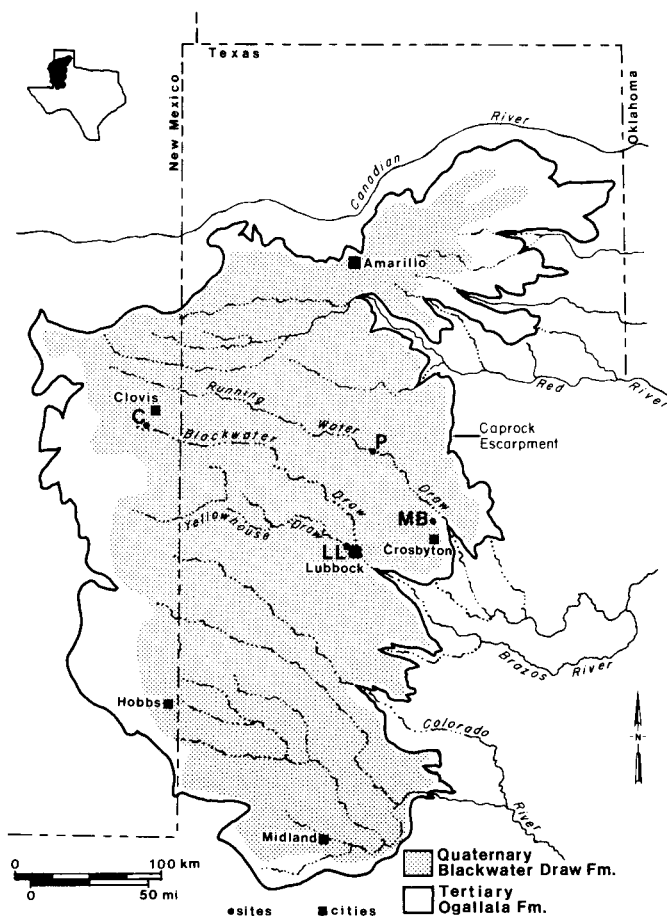 Texas
New Mexico
Oklahoma
Canadian
River
Amarillo
Red
River
Clovis
C
Running
Water
Draw
P
Caprock
Escarpment
Blackwater
Draw
MB
Crosbyton
Yellowhouse
Draw
LL
Lubbock
Brazos
River
Hobbs
Colorado
River
N
Midland
0 100 km
0 50 mi
sites
cities
Quaternary
Blackwater Draw Fm.
Tertiary
Ogallala Fm.